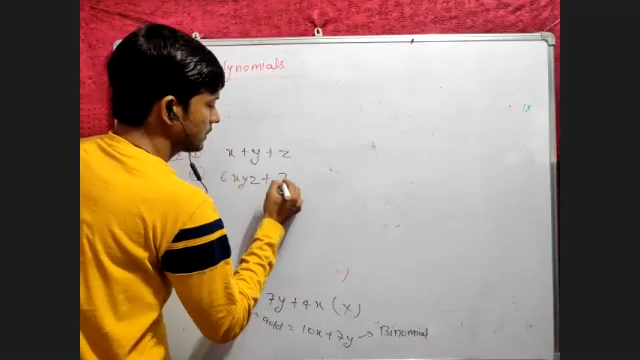 lynomials
x + y + z
6xyz + 7
7y + 4x (x)
add = 10x + 7y → Binomial